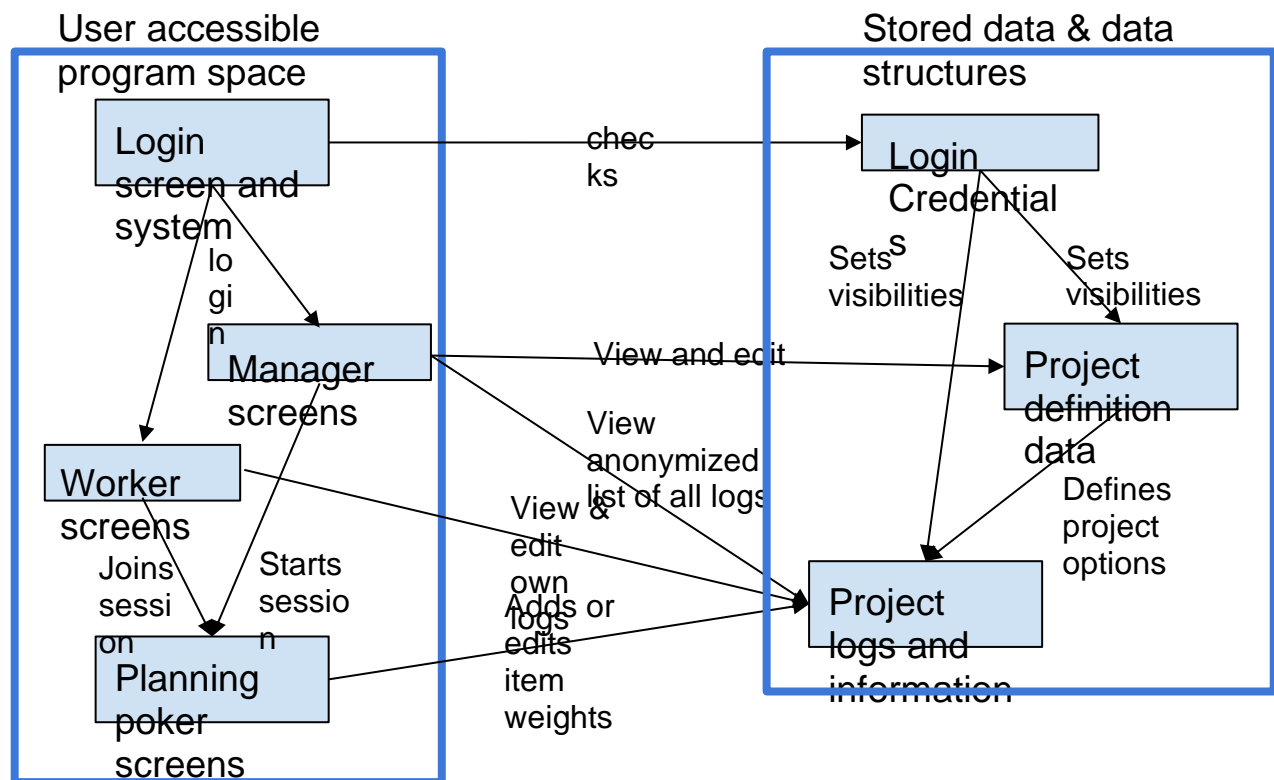 User accessible
program space
Stored data & data
structures
Login
screen and
system
chec
ks
Login
Credential
s
lo
gi
n
Sets
visibilities
Sets
visibilities
Manager
screens
View and edit
Project
definition
data
View
anonymized
list of all logs
Worker
screens
View &
edit
own
logs
Defines
project
options
Joins
sessi
on
Starts
sessio
n
Adds or
edits
item
weights
Project
logs and
information
Planning
poker
screens